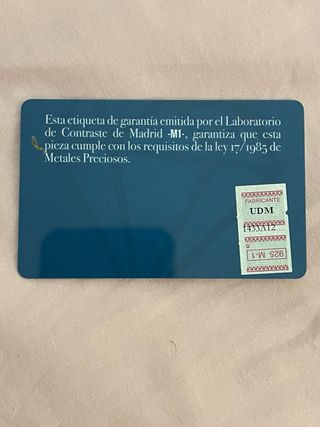 Esta etiqueta de garantía emitida por el Laboratorio
de Contraste de Madrid -M1-, garantiza que esta
pieza cumple con los requisitos de la ley 17/1985 de
Metales Preciosos.
FABRICANTE
UDM
1433A12
925 M-1